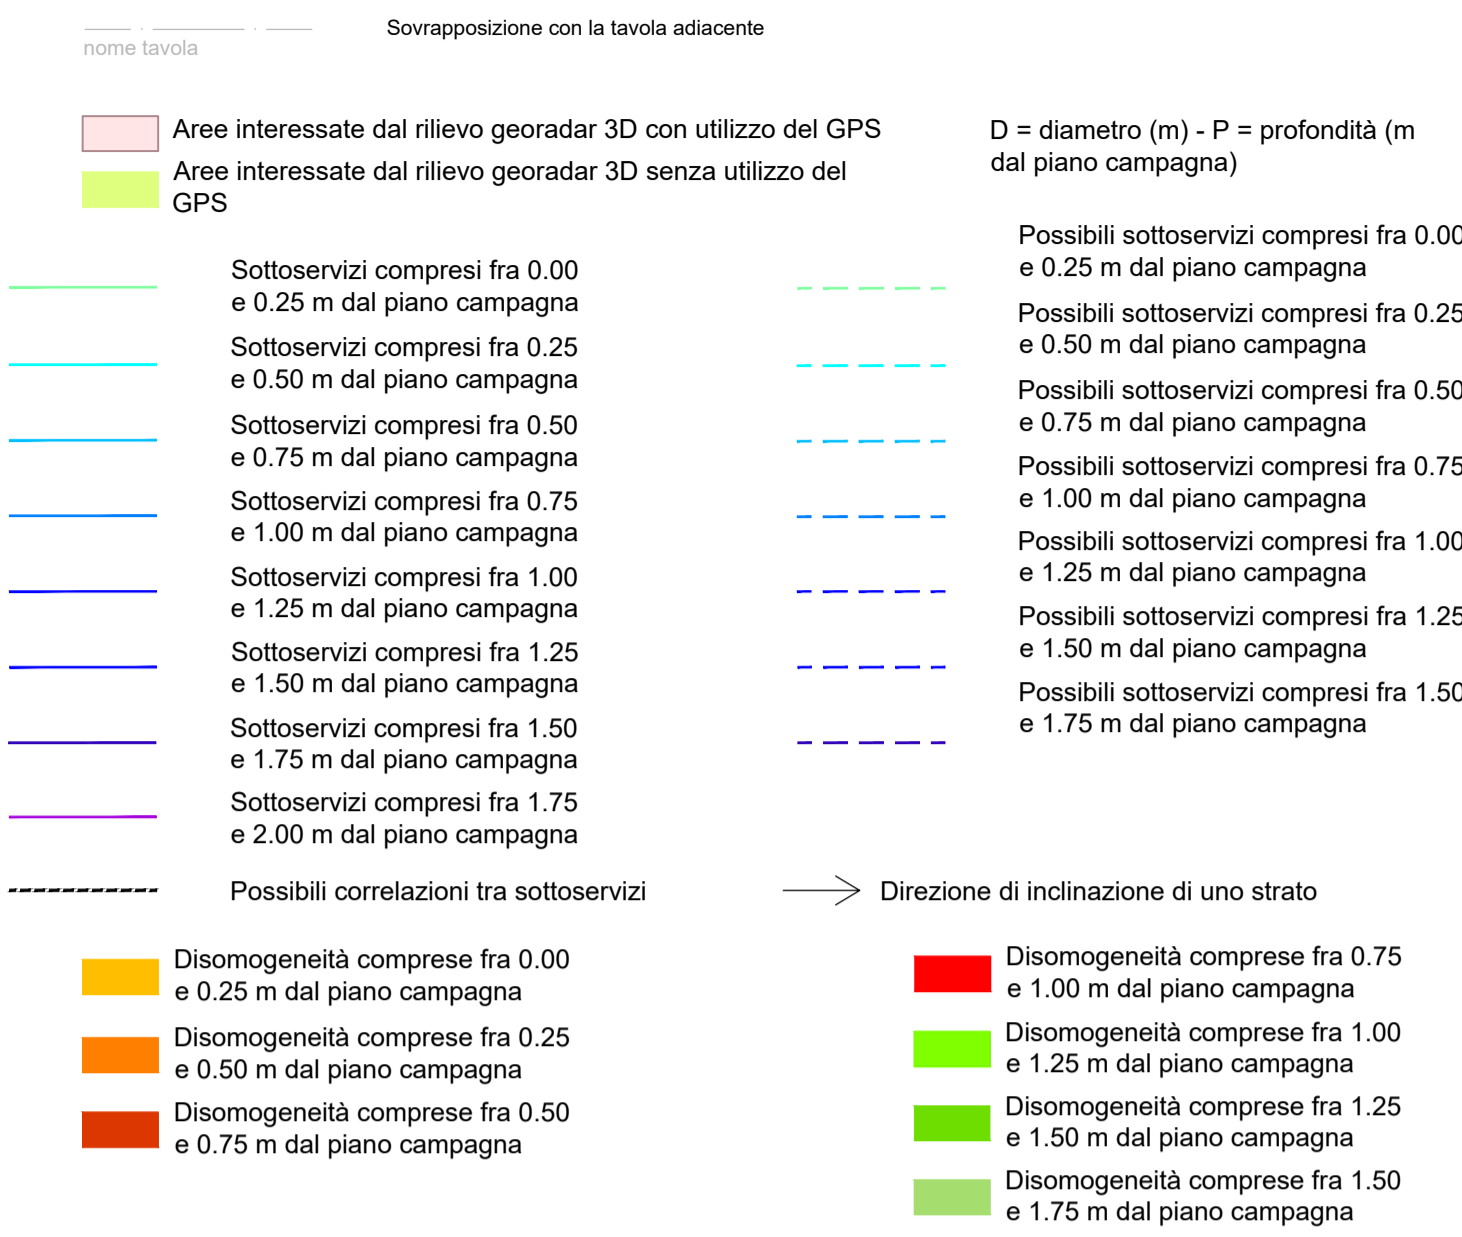 Sovrapposizione con la tavola adiacente
nome tavola
Aree interessate dal rilievo georadar 3D con utilizzo del GPS
Aree interessate dal rilievo georadar 3D senza utilizzo del
GPS
D = diametro (m) - P = profondità (m
dal piano campagna)
Sottoservizi compresi fra 0.00
e 0.25 m dal piano campagna
Sottoservizi compresi fra 0.25
e 0.50 m dal piano campagna
Sottoservizi compresi fra 0.50
e 0.75 m dal piano campagna
Sottoservizi compresi fra 0.75
e 1.00 m dal piano campagna
Sottoservizi compresi fra 1.00
e 1.25 m dal piano campagna
Sottoservizi compresi fra 1.25
e 1.50 m dal piano campagna
Sottoservizi compresi fra 1.50
e 1.75 m dal piano campagna
Sottoservizi compresi fra 1.75
e 2.00 m dal piano campagna
Possibili sottoservizi compresi fra 0.00
e 0.25 m dal piano campagna
Possibili sottoservizi compresi fra 0.25
e 0.50 m dal piano campagna
Possibili sottoservizi compresi fra 0.50
e 0.75 m dal piano campagna
Possibili sottoservizi compresi fra 0.75
e 1.00 m dal piano campagna
Possibili sottoservizi compresi fra 1.00
e 1.25 m dal piano campagna
Possibili sottoservizi compresi fra 1.25
e 1.50 m dal piano campagna
Possibili sottoservizi compresi fra 1.50
e 1.75 m dal piano campagna
Possibili correlazioni tra sottoservizi
Direzione di inclinazione di uno strato
Disomogeneità comprese fra 0.00
e 0.25 m dal piano campagna
Disomogeneità comprese fra 0.25
e 0.50 m dal piano campagna
Disomogeneità comprese fra 0.50
e 0.75 m dal piano campagna
Disomogeneità comprese fra 0.75
e 1.00 m dal piano campagna
Disomogeneità comprese fra 1.00
e 1.25 m dal piano campagna
Disomogeneità comprese fra 1.25
e 1.50 m dal piano campagna
Disomogeneità comprese fra 1.50
e 1.75 m dal piano campagna